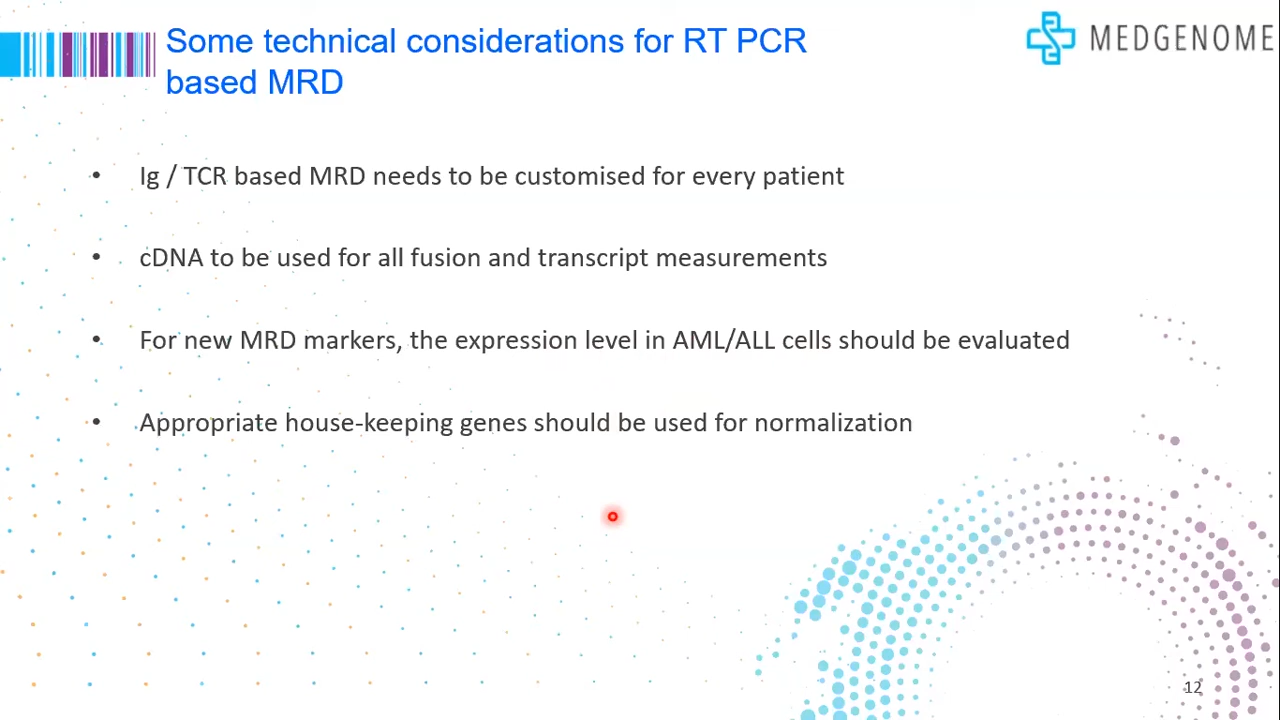 Some technical considerations for RT PCR
based MRD
MEDGENOME
• Ig / TCR based MRD needs to be customised for every patient
• cDNA to be used for all fusion and transcript measurements
• For new MRD markers, the expression level in AML/ALL cells should be evaluated
• Appropriate house-keeping genes should be used for normalization
12